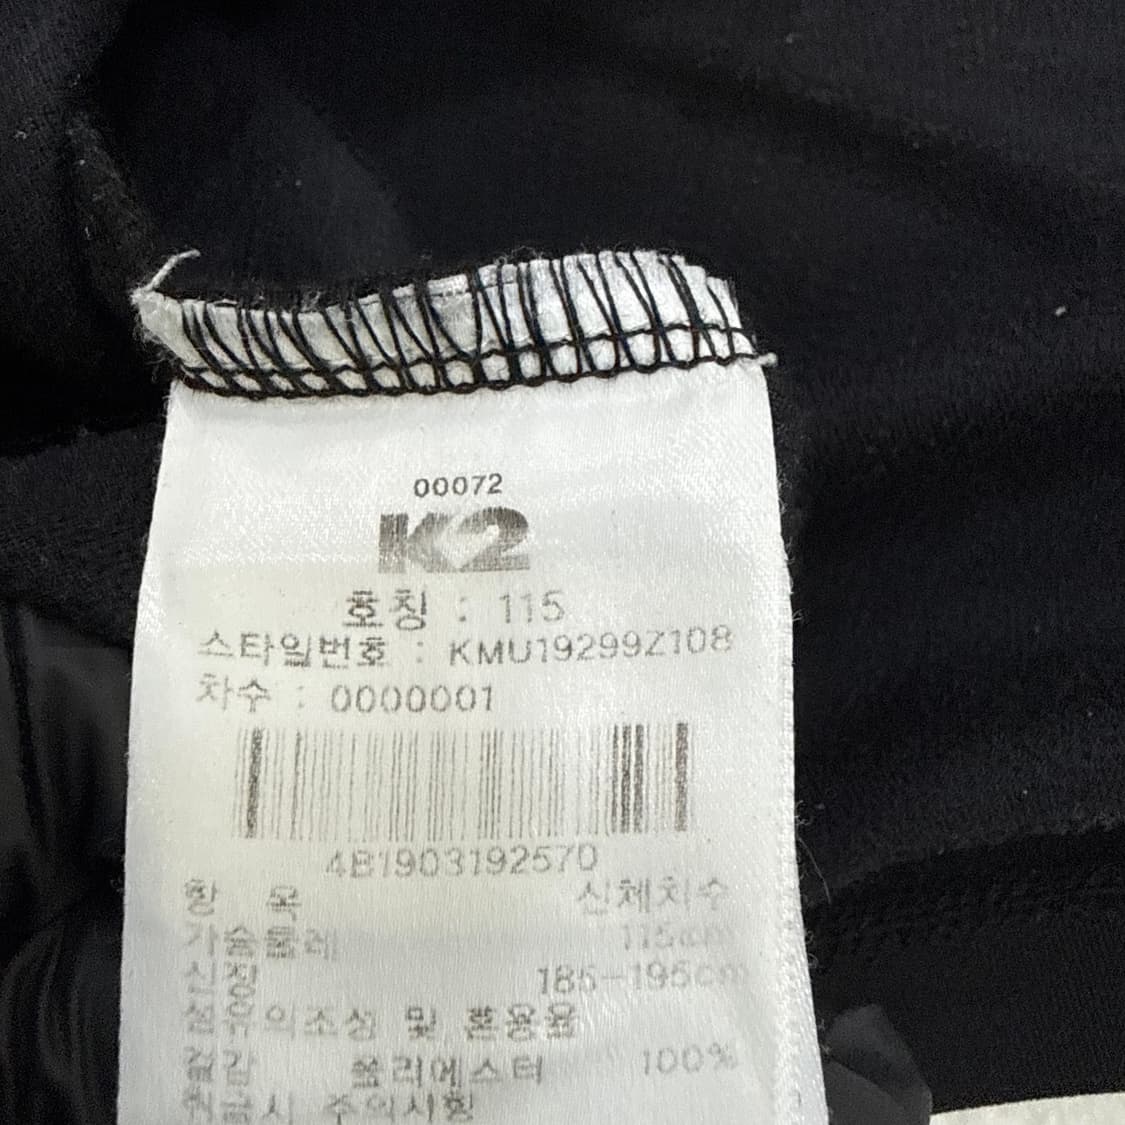 00072
K2
호칭 : 115
스타일번호 : KMU19299Z108
차수 : 0000001
4B1903192570
항 목 신체치수
가슴둘레 115cm
신장 185-195cm
섬유의조성 및 혼용율
겉감 폴리에스터 100%
취급시 주의사항